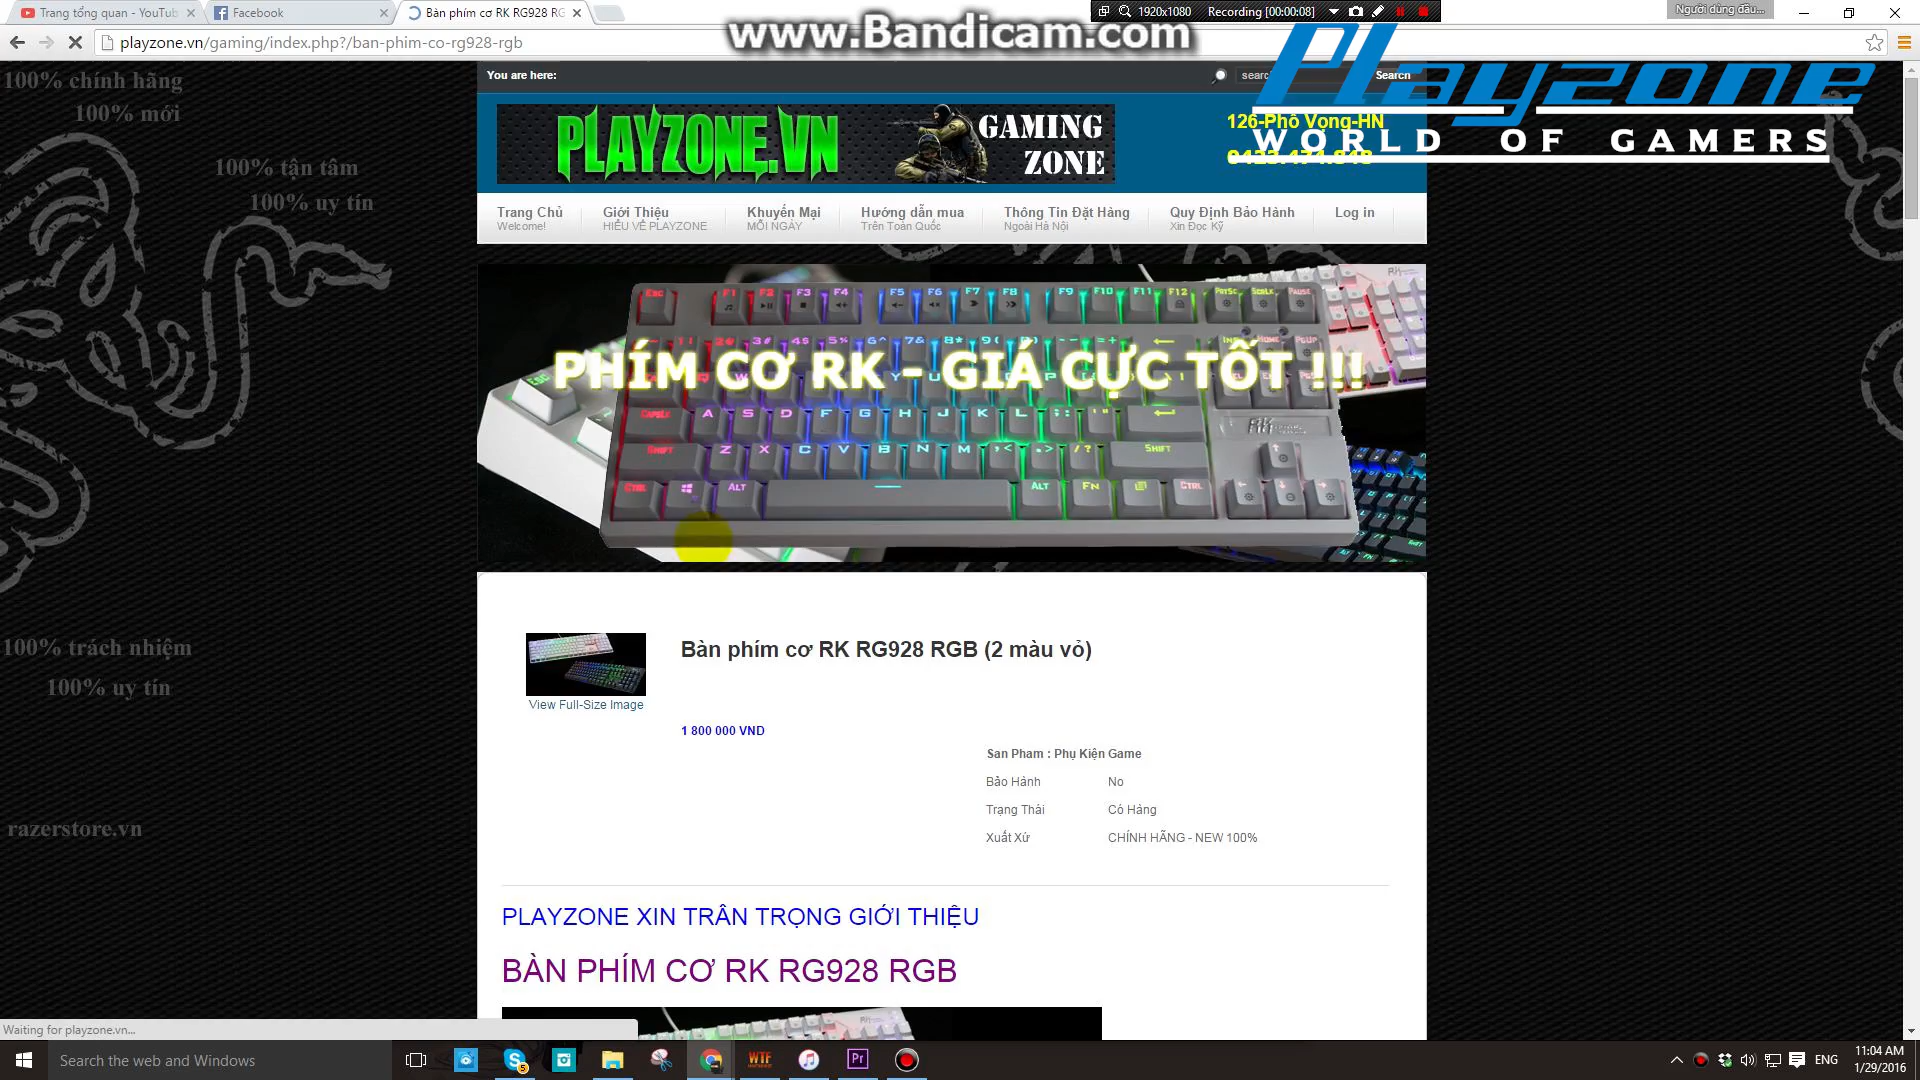 Trang tổng quan - YouTub
Facebook
Bàn phím cơ RK RG928 RG
www.Bandicam.com
1920x1080
Recording [00:00:08]
Người dùng đầu...
playzone.vn/gaming/index.php?/ban-phim-co-rg928-rgb
100% chính hãng
100% mới
100% tận tâm
100% uy tín
100% trách nhiệm
100% uy tín
razerstore.vn
You are here:
Search
Playzone
WORLD OF GAMERS
PLAYZONE.VN
GAMING
ZONE
126-Phố Vọng-HN
Trang Chủ
Welcome!
Giới Thiệu
HIỂU VỀ PLAYZONE
Khuyến Mại
MỖI NGÀY
Hướng dẫn mua
Trên Toàn Quốc
Thông Tin Đặt Hàng
Ngoài Hà Nội
Quy Định Bảo Hành
Xin Đọc Kỹ
Log in
PHÍM CƠ RK - GIÁ CỰC TỐT !!!
Bàn phím cơ RK RG928 RGB (2 màu vỏ)
View Full-Size Image
1 800 000 VND
San Pham : Phụ Kiện Game
Bảo Hành No
Trạng Thái Có Hàng
Xuất Xứ CHÍNH HÃNG - NEW 100%
PLAYZONE XIN TRÂN TRỌNG GIỚI THIỆU
BÀN PHÍM CƠ RK RG928 RGB
Waiting for playzone.vn...
Search the web and Windows
5
WTF
Pr
ENG
11:04 AM
1/29/2016